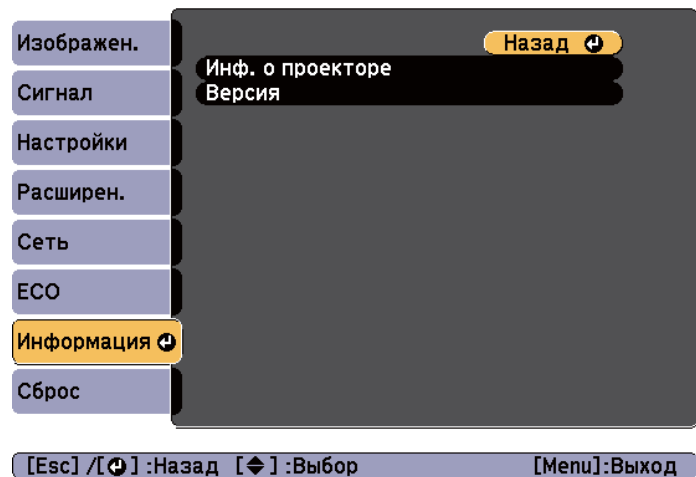 Изображен.
Сигнал
Настройки
Расширен.
Сеть
ECO
Информация
Сброс
Назад
Инф. о проекторе
Версия
[Esc] /[ ] :Назад [ ] :Выбор [Menu]:Выход